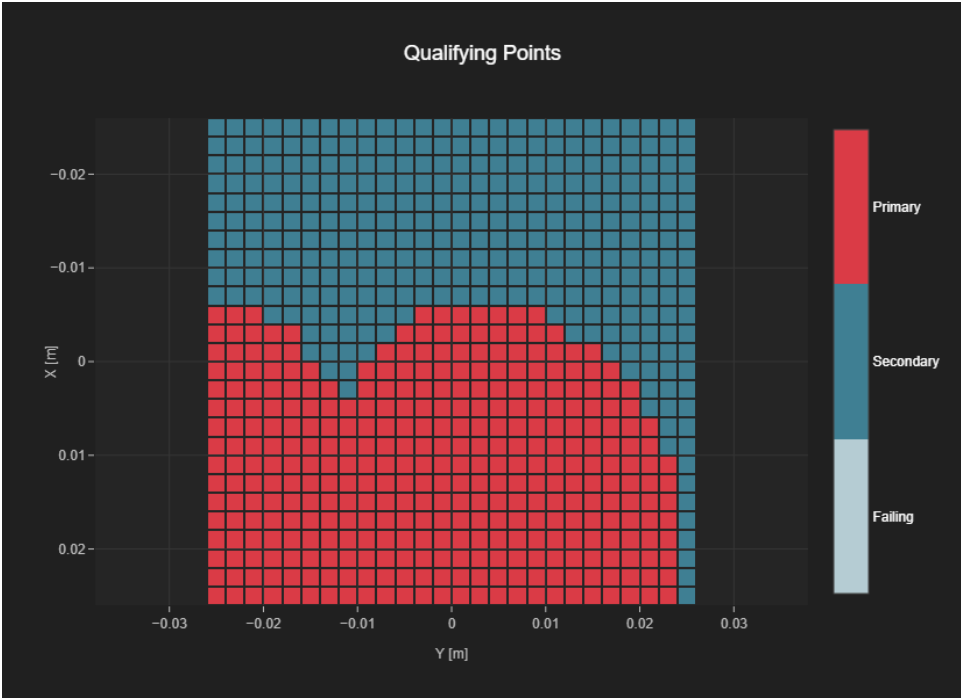 Qualifying Points
−0.02
−0.01
0
0.01
0.02
X [m]
−0.03
−0.02
−0.01
0
0.01
0.02
0.03
Y [m]
Primary
Secondary
Failing